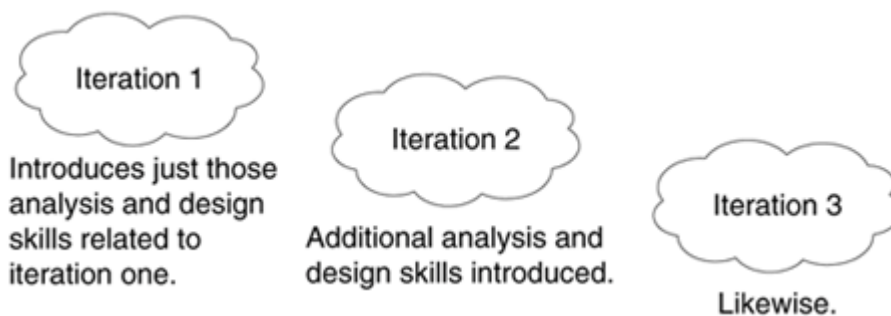 Iteration 1
Introduces just those
analysis and design
skills related to
iteration one.
Iteration 2
Additional analysis and
design skills introduced.
Iteration 3
Likewise.